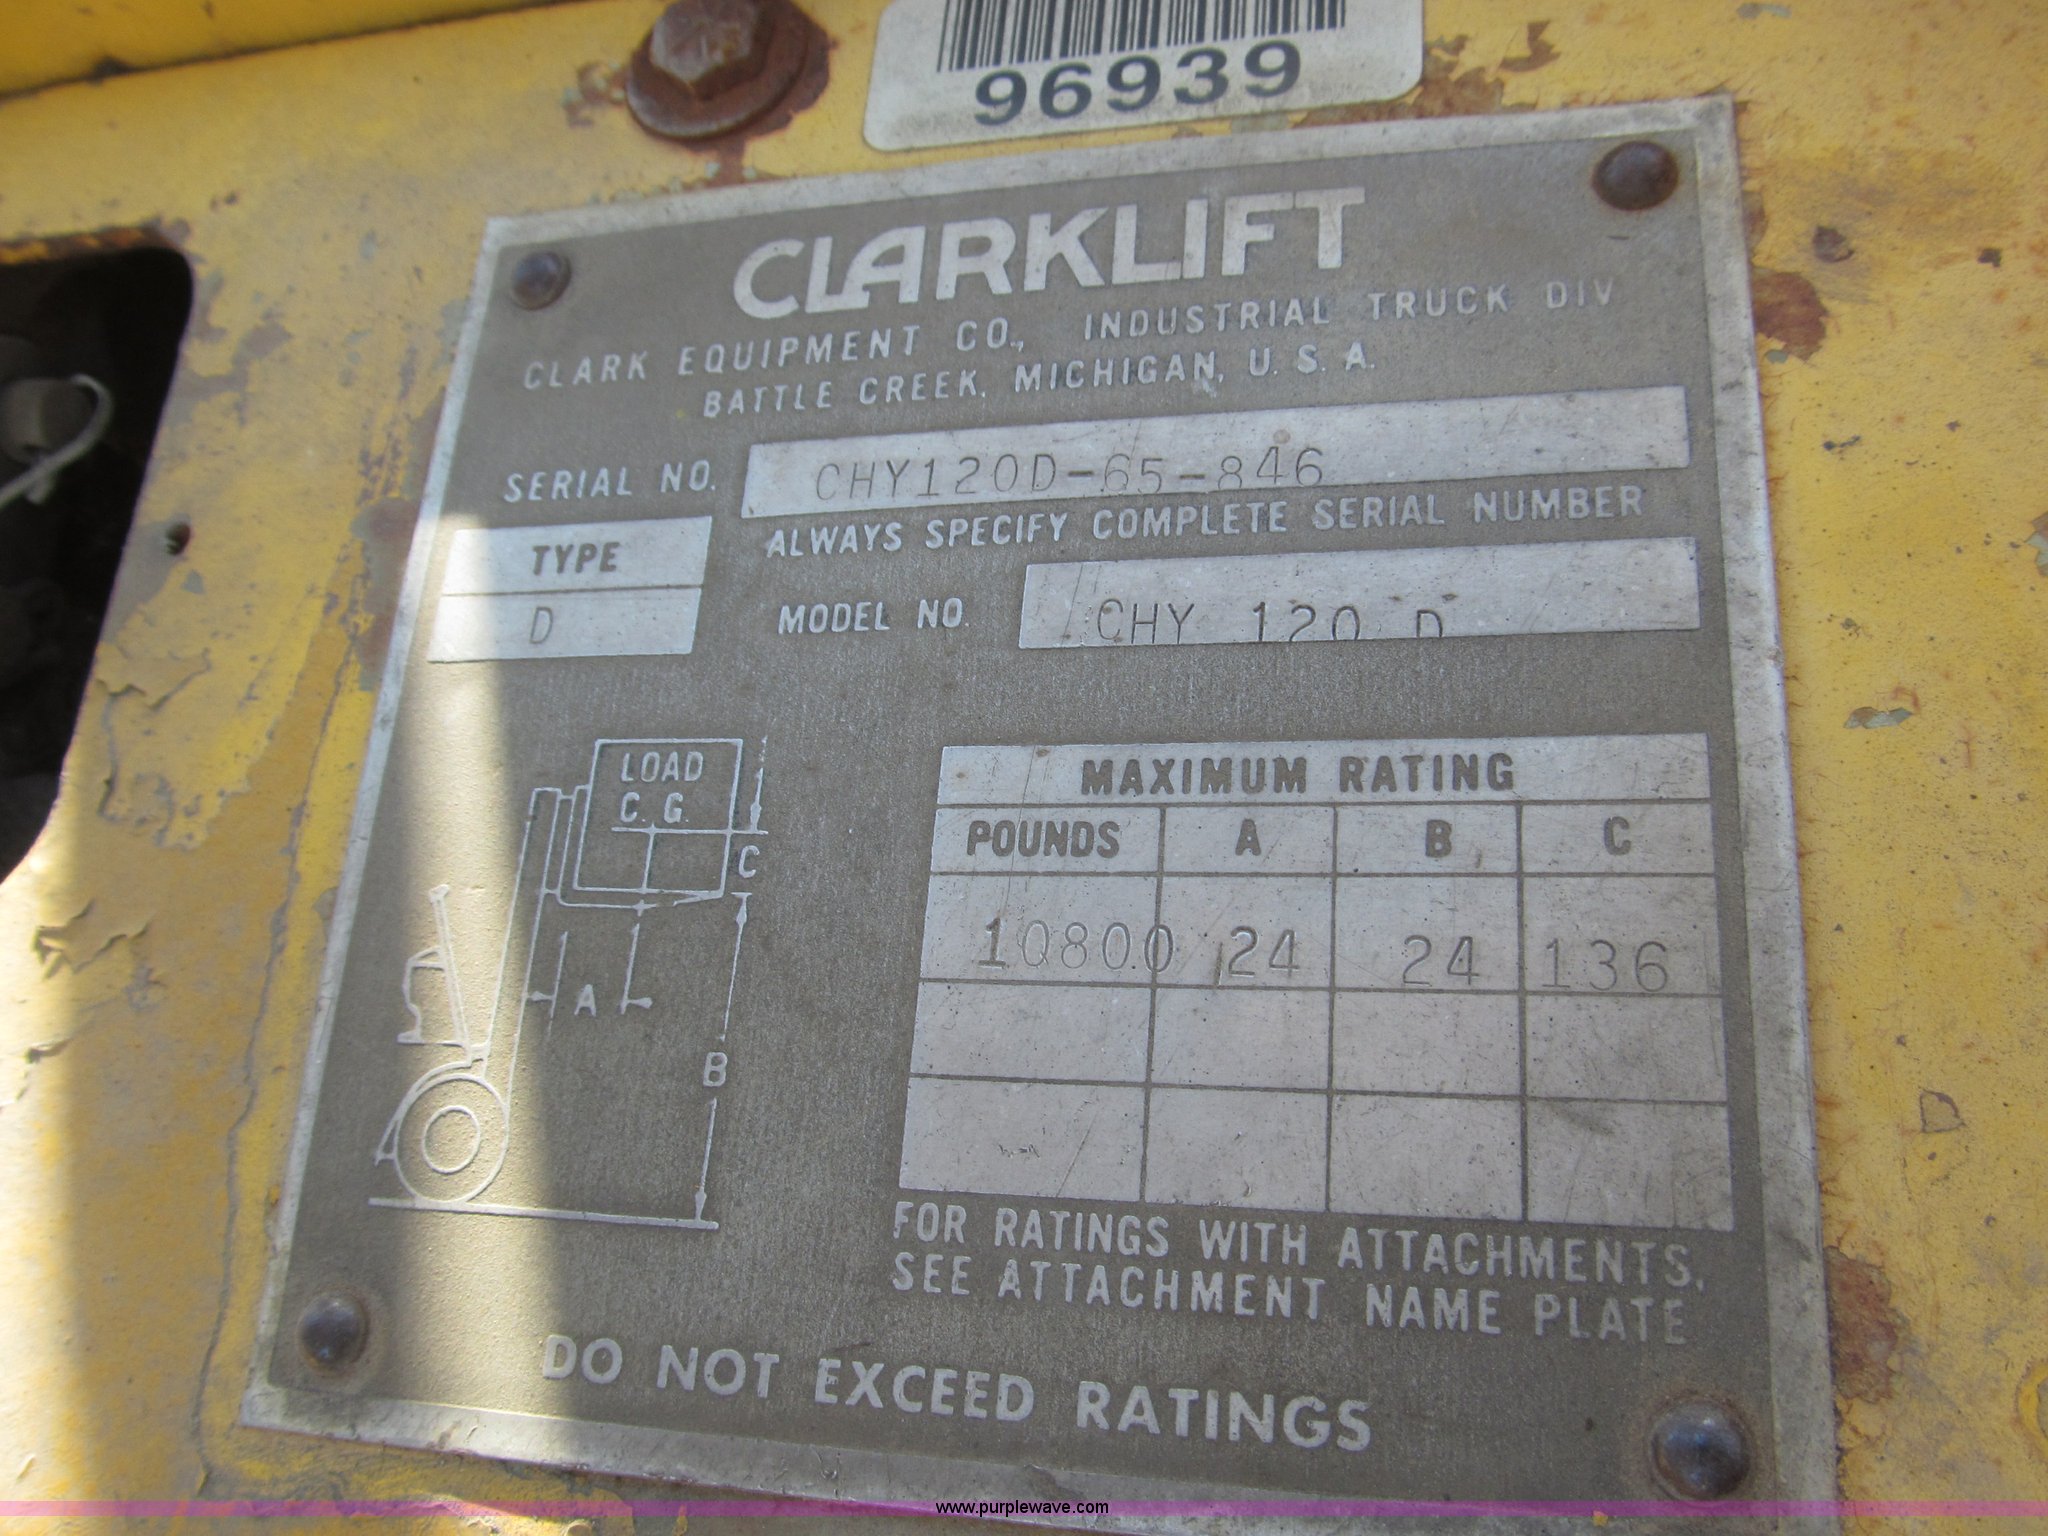 96939
CLARKLIFT
CLARK EQUIPMENT CO., INDUSTRIAL TRUCK DIV
BATTLE CREEK, MICHIGAN, U. S. A.
SERIAL NO. CHY120D-65-846
ALWAYS SPECIFY COMPLETE SERIAL NUMBER
TYPE
D
MODEL NO. CHY 120 D
LOAD
C. G.
C
A
B
MAXIMUM RATING
POUNDS A B C
10800 24 24 136
FOR RATINGS WITH ATTACHMENTS,
SEE ATTACHMENT NAME PLATE
DO NOT EXCEED RATINGS
www.purplewave.com